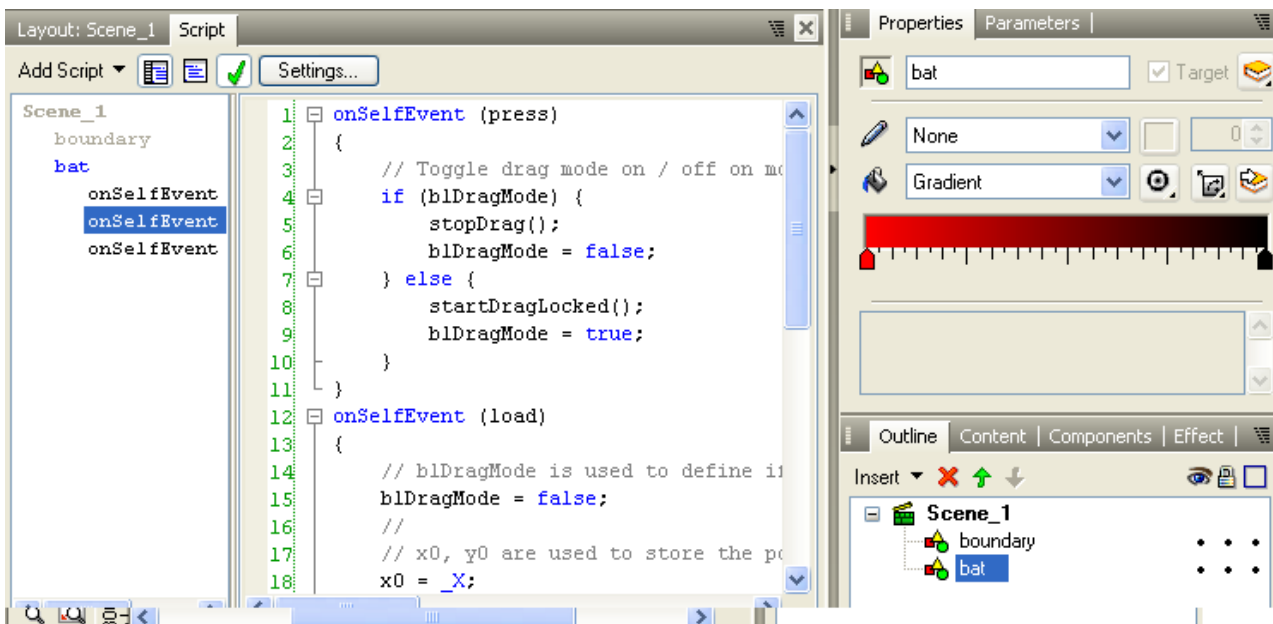 Layout: Scene_1 Script
Add Script Settings...
Scene_1
boundary
bat
onSelfEvent
onSelfEvent
onSelfEvent
1 onSelfEvent (press)
2 {
3 // Toggle drag mode on / off on
4 if (blDragMode) {
5 stopDrag();
6 blDragMode = false;
7 } else {
8 startDragLocked();
9 blDragMode = true;
10 }
11 }
12 onSelfEvent (load)
13 {
14 // blDragMode is used to define if
15 blDragMode = false;
16 //
17 // x0, y0 are used to store the
18 x0 = _X;
Properties Parameters
bat Target
None 0
Gradient
Outline Content Components Effect
Insert
Scene_1
boundary
bat